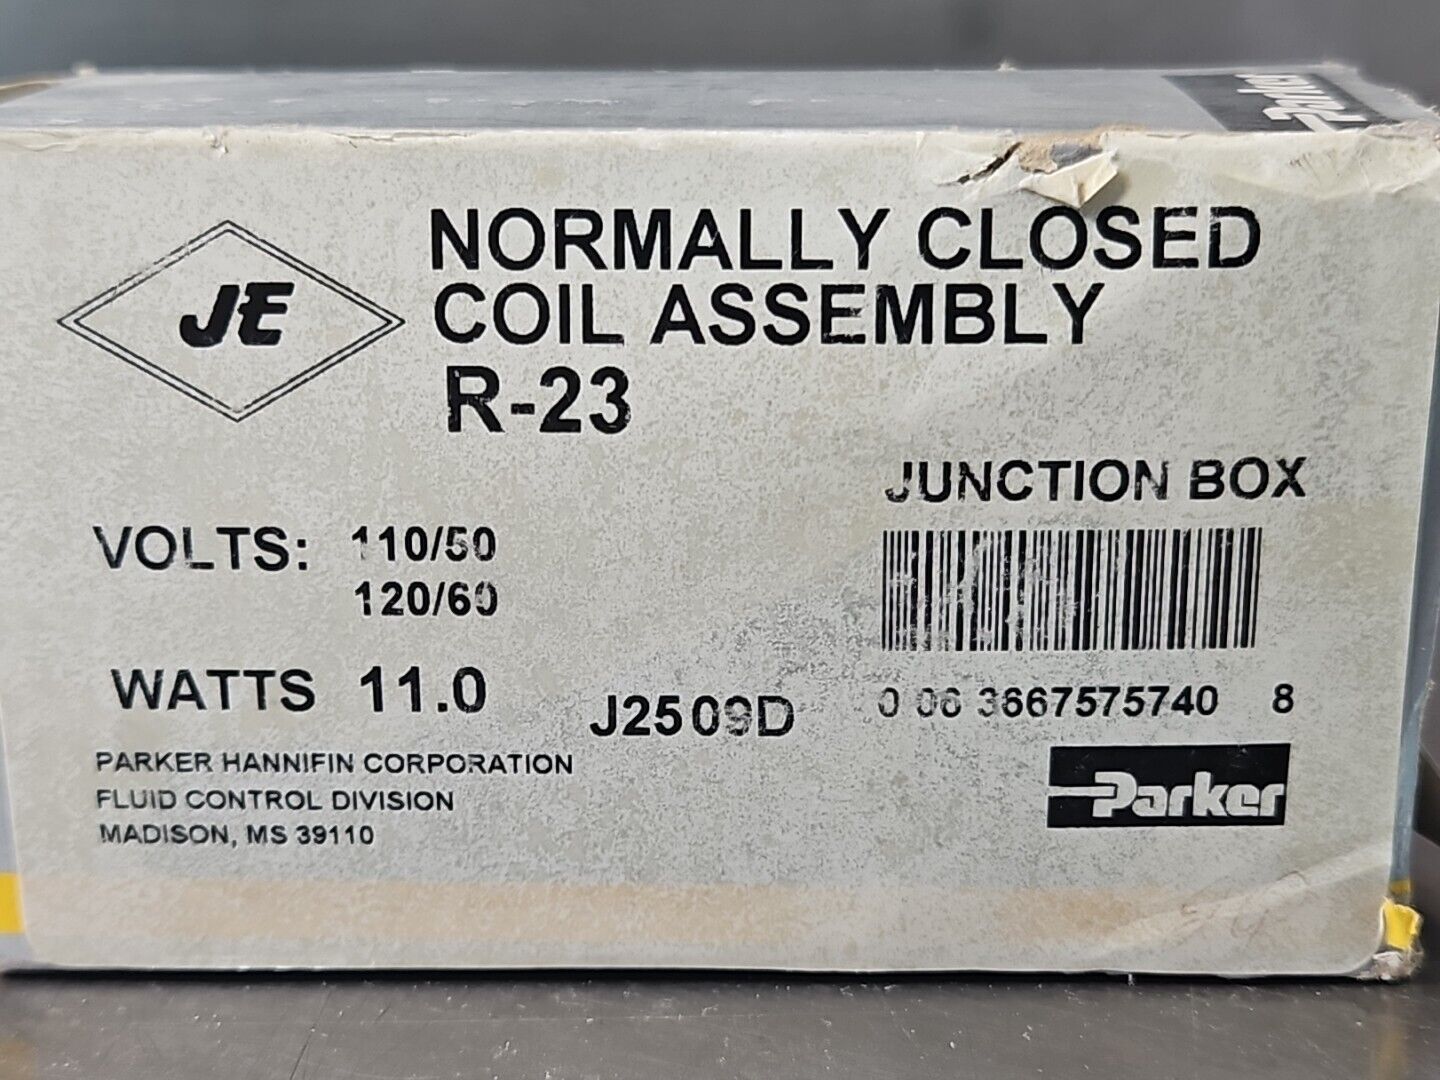 Parker
JE
NORMALLY CLOSED
COIL ASSEMBLY
R-23
JUNCTION BOX
VOLTS: 110/50
120/60
WATTS 11.0
J2509D
0 06 3667575740 8
PARKER HANNIFIN CORPORATION
FLUID CONTROL DIVISION
MADISON, MS 39110
Parker